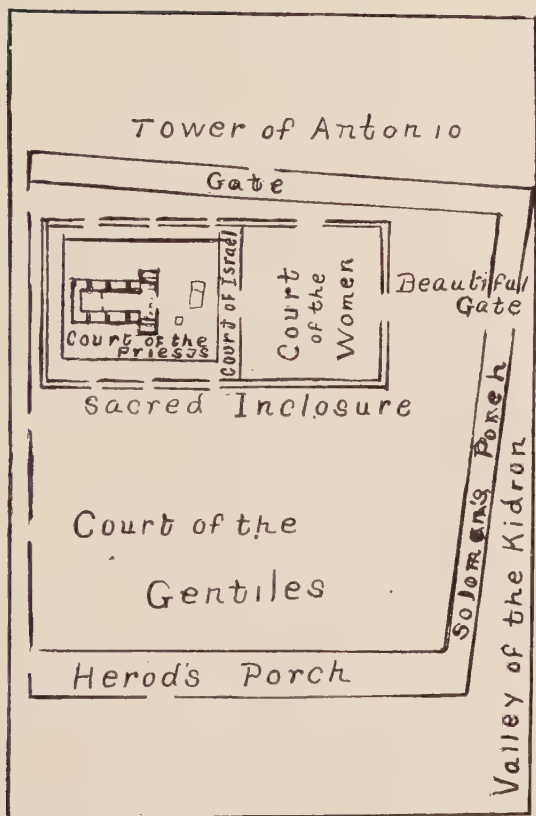 Tower of Antonio
Gate
Court of Israel
Court
of the
Women
Beautiful
Gate
Court of the
Priests
Sacred Inclosure
Solomon's Porch
Valley of the Kidron
Court of the
Gentiles
Herod's Porch